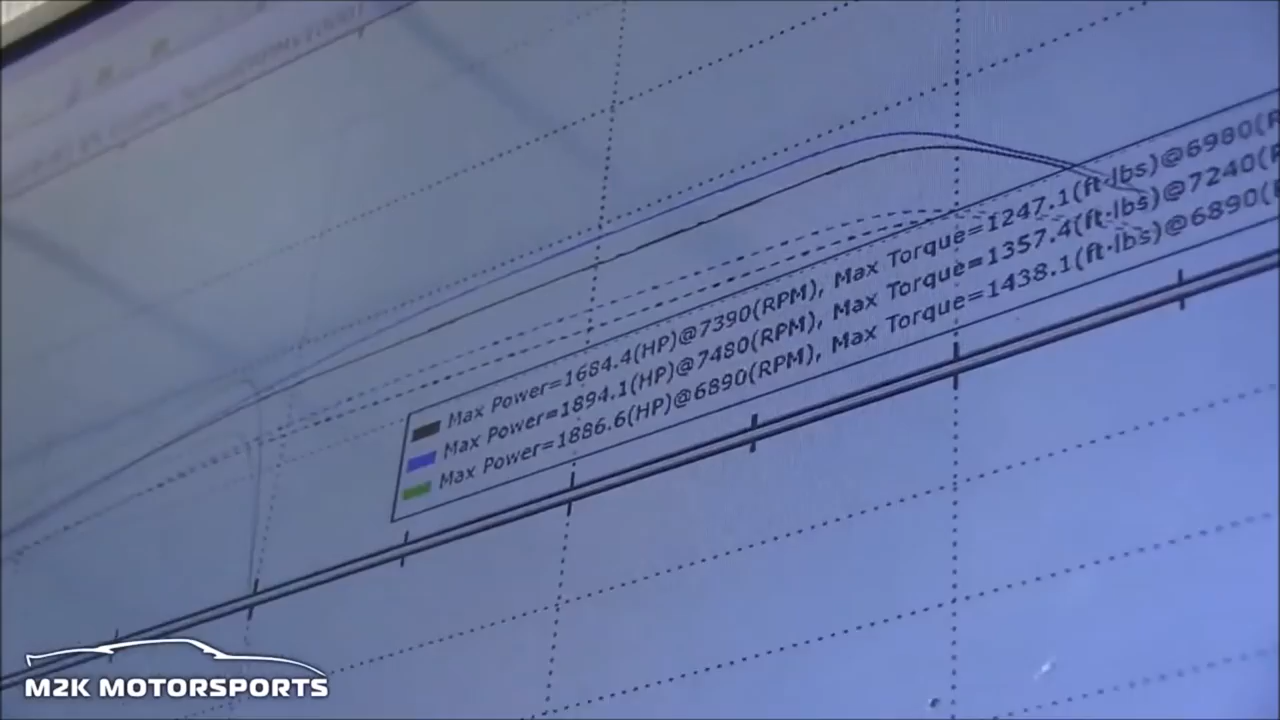 Max Power=1684.4(HP)@7390(RPM), Max Torque=1247.1(ft-lbs)@6980(R
Max Power=1894.1(HP)@7480(RPM), Max Torque=1357.4(ft-lbs)@7240(R
Max Power=1886.6(HP)@6890(RPM), Max Torque=1438.1(ft-lbs)@6890(
M2K MOTORSPORTS